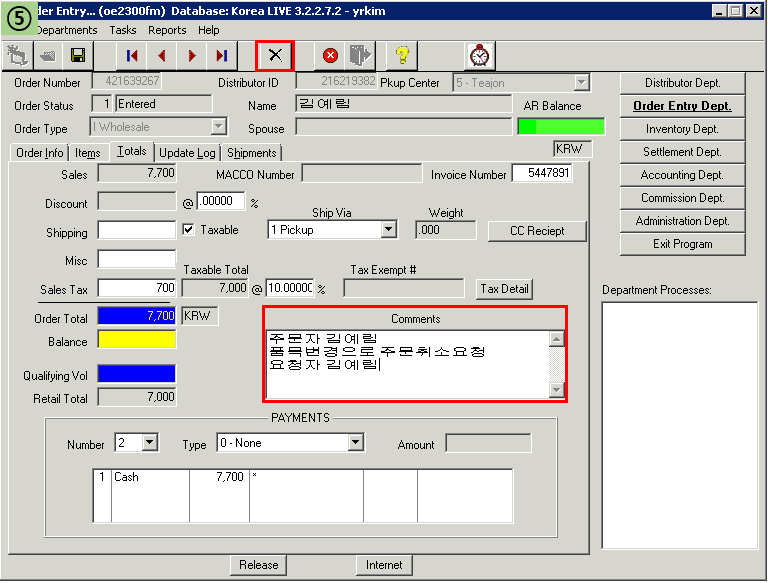 ⑤ der Entry... (oe2300fm) Database: Korea LIVE 3.2.2.7.2 - yrkim
Departments Tasks Reports Help
Order Number 421639267 Distributor ID 216219382 Pkup Center 5 - Teajon
Order Status 1 Entered Name 김예림 AR Balance
Order Type I Wholesale Spouse
Order Info Items Totals Update Log Shipments KRW
Sales 7,700 MACCO Number Invoice Number 5447891
Discount @ .00000 %
Shipping Taxable Ship Via 1 Pickup Weight .000 CC Reciept
Misc
Sales Tax 700 Taxable Total 7,000 @ 10.0000 % Tax Exempt # Tax Detail
Order Total 7,700 KRW
Balance
Qualifying Vol
Retail Total 7,000
Comments
주문자 김예림
품목변경으로 주문취소요청
요청자 김예림
PAYMENTS
Number 2 Type 0 - None Amount
1 Cash 7,700 *
Release Internet
Distributor Dept.
Order Entry Dept.
Inventory Dept.
Settlement Dept.
Accounting Dept.
Commission Dept.
Administration Dept.
Exit Program
Department Processes: